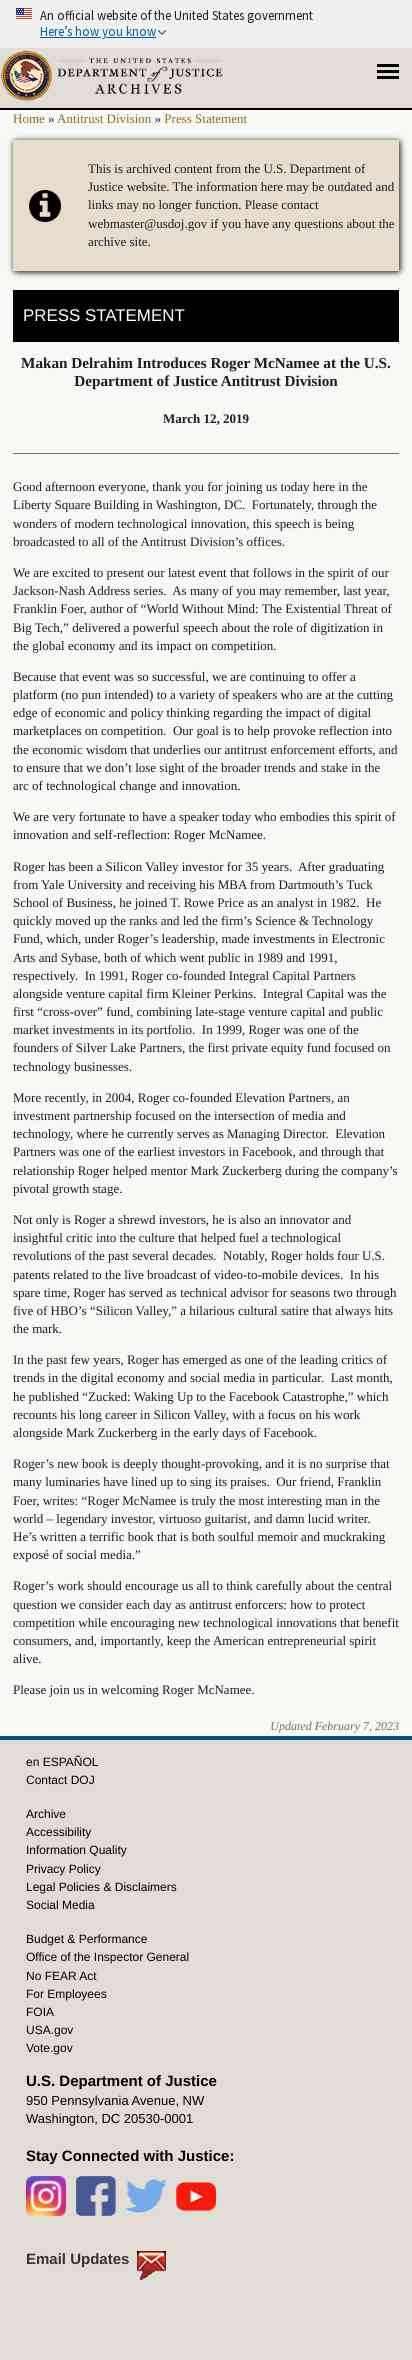 An official website of the United States government
Here's how you know
THE UNITED STATES
DEPARTMENT of JUSTICE
ARCHIVES
Home » Antitrust Division » Press Statement
This is archived content from the U.S. Department of
Justice website. The information here may be outdated and
links may no longer function. Please contact
webmaster@usdoj.gov if you have any questions about the
archive site.
PRESS STATEMENT
Makan Delrahim Introduces Roger McNamee at the U.S.
Department of Justice Antitrust Division
March 12, 2019
Good afternoon everyone, thank you for joining us today here in the
Liberty Square Building in Washington, DC.  Fortunately, through the
wonders of modern technological innovation, this speech is being
broadcasted to all of the Antitrust Division's offices.
We are excited to present our latest event that follows in the spirit of our
Jackson-Nash Address series.  As many of you may remember, last year,
Franklin Foer, author of “World Without Mind: The Existential Threat of
Big Tech,” delivered a powerful speech about the role of digitization in
the global economy and its impact on competition.
Because that event was so successful, we are continuing to offer a
platform (no pun intended) to a variety of speakers who are at the cutting
edge of economic and policy thinking regarding the impact of digital
marketplaces on competition.  Our goal is to help provoke reflection into
the economic wisdom that underlies our antitrust enforcement efforts, and
to ensure that we don't lose sight of the broader trends and stake in the
arc of technological change and innovation.
We are very fortunate to have a speaker today who embodies this spirit of
innovation and self-reflection: Roger McNamee.
Roger has been a Silicon Valley investor for 35 years.  After graduating
from Yale University and receiving his MBA from Dartmouth's Tuck
School of Business, he joined T. Rowe Price as an analyst in 1982.  He
quickly moved up the ranks and led the firm's Science & Technology
Fund, which, under Roger's leadership, made investments in Electronic
Arts and Sybase, both of which went public in 1989 and 1991,
respectively.  In 1991, Roger co-founded Integral Capital Partners
alongside venture capital firm Kleiner Perkins.  Integral Capital was the
first “cross-over” fund, combining late-stage venture capital and public
market investments in its portfolio.  In 1999, Roger was one of the
founders of Silver Lake Partners, the first private equity fund focused on
technology businesses.
More recently, in 2004, Roger co-founded Elevation Partners, an
investment partnership focused on the intersection of media and
technology, where he currently serves as Managing Director.  Elevation
Partners was one of the earliest investors in Facebook, and through that
relationship Roger helped mentor Mark Zuckerberg during the company's
pivotal growth stage.
Not only is Roger a shrewd investors, he is also an innovator and
insightful critic into the culture that helped fuel a technological
revolutions of the past several decades.  Notably, Roger holds four U.S.
patents related to the live broadcast of video-to-mobile devices.  In his
spare time, Roger has served as technical advisor for seasons two through
five of HBO's “Silicon Valley,” a hilarious cultural satire that always hits
the mark.
In the past few years, Roger has emerged as one of the leading critics of
trends in the digital economy and social media in particular.  Last month,
he published “Zucked: Waking Up to the Facebook Catastrophe,” which
recounts his long career in Silicon Valley, with a focus on his work
alongside Mark Zuckerberg in the early days of Facebook.
Roger's new book is deeply thought-provoking, and it is no surprise that
many luminaries have lined up to sing its praises.  Our friend, Franklin
Foer, writes: “Roger McNamee is truly the most interesting man in the
world – legendary investor, virtuoso guitarist, and damn lucid writer.
He's written a terrific book that is both soulful memoir and muckraking
exposé of social media.”
Roger's work should encourage us all to think carefully about the central
question we consider each day as antitrust enforcers: how to protect
competition while encouraging new technological innovations that benefit
consumers, and, importantly, keep the American entrepreneurial spirit
alive.
Please join us in welcoming Roger McNamee.
Updated February 7, 2023
en ESPAÑOL
Contact DOJ
Archive
Accessibility
Information Quality
Privacy Policy
Legal Policies & Disclaimers
Social Media
Budget & Performance
Office of the Inspector General
No FEAR Act
For Employees
FOIA
USA.gov
Vote.gov
U.S. Department of Justice
950 Pennsylvania Avenue, NW
Washington, DC 20530-0001
Stay Connected with Justice:
Email Updates